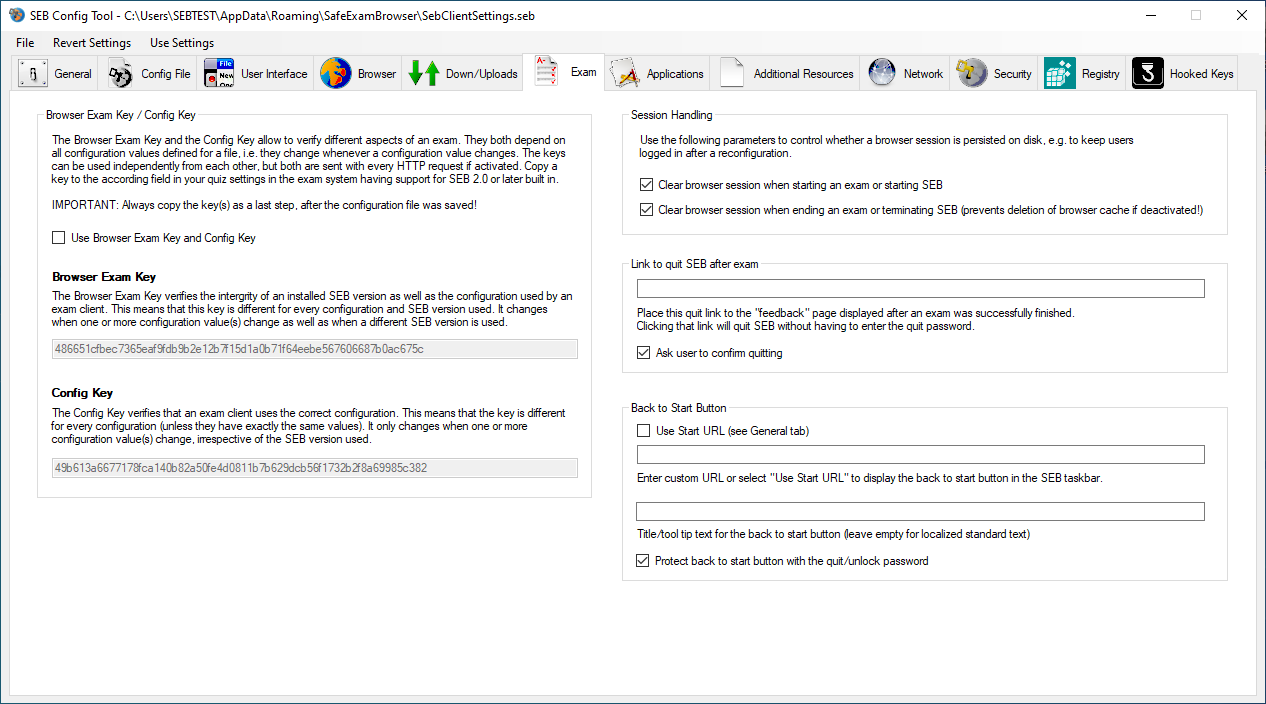 SEB Config Tool - C:\Users\SEBTEST\AppData\Roaming\SafeExamBrowser\SebClientSettings.seb
File Revert Settings Use Settings
General Config File File New One User Interface Browser Down/Uploads A- Exam Applications Additional Resources Network Security Registry Hooked Keys
Browser Exam Key / Config Key
The Browser Exam Key and the Config Key allow to verify different aspects of an exam. They both depend on
all configuration values defined for a file, i.e. they change whenever a configuration value changes. The keys
can be used independently from each other, but both are sent with every HTTP request if activated. Copy a
key to the according field in your quiz settings in the exam system having support for SEB 2.0 or later built in.
IMPORTANT: Always copy the key(s) as a last step, after the configuration file was saved!
Use Browser Exam Key and Config Key
Browser Exam Key
The Browser Exam Key verifies the intergrity of an installed SEB version as well as the configuration used by an
exam client. This means that this key is different for every configuration and SEB version used. It changes
when one or more configuration value(s) change as well as when a different SEB version is used.
486651cfbec7365eaf9fdb9b2e12b7f15d1a0b71f64eebe567606687b0ac675c
Config Key
The Config Key verifies that an exam client uses the correct configuration. This means that the key is different
for every configuration (unless they have exactly the same values). It only changes when one or more
configuration value(s) change, irrespective of the SEB version used.
49b613a6677178fca140b82a50fe4d0811b7b629dcb56f1732b2f8a69985c382
Session Handling
Use the following parameters to control whether a browser session is persisted on disk, e.g. to keep users
logged in after a reconfiguration.
Clear browser session when starting an exam or starting SEB
Clear browser session when ending an exam or terminating SEB (prevents deletion of browser cache if deactivated!)
Link to quit SEB after exam
Place this quit link to the "feedback" page displayed after an exam was successfully finished.
Clicking that link will quit SEB without having to enter the quit password.
Ask user to confirm quitting
Back to Start Button
Use Start URL (see General tab)
Enter custom URL or select "Use Start URL" to display the back to start button in the SEB taskbar.
Title/tool tip text for the back to start button (leave empty for localized standard text)
Protect back to start button with the quit/unlock password